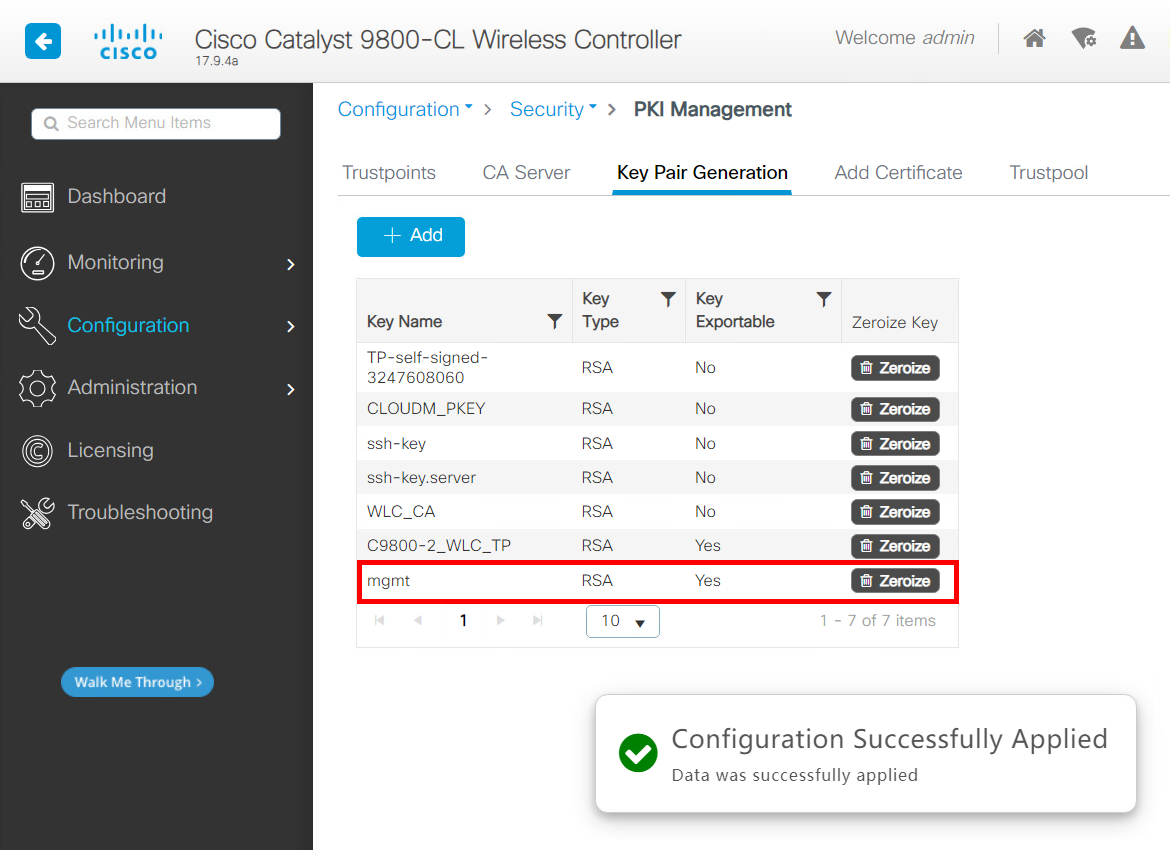 CISCO
Cisco Catalyst 9800-CL Wireless Controller
17.9.4a
Welcome admin
Search Menu Items
Dashboard
Monitoring
Configuration
Administration
Licensing
Troubleshooting
Walk Me Through >
Configuration > Security > PKI Management
Trustpoints CA Server Key Pair Generation Add Certificate Trustpool
+ Add
Key Name Key Type Key Exportable Zeroize Key
TP-self-signed-
3247608060 RSA No Zeroize
CLOUDM_PKEY RSA No Zeroize
ssh-key RSA No Zeroize
ssh-key.server RSA No Zeroize
WLC_CA RSA No Zeroize
C9800-2_WLC_TP RSA Yes Zeroize
mgmt RSA Yes Zeroize
1 10 1 - 7 of 7 items
Configuration Successfully Applied
Data was successfully applied